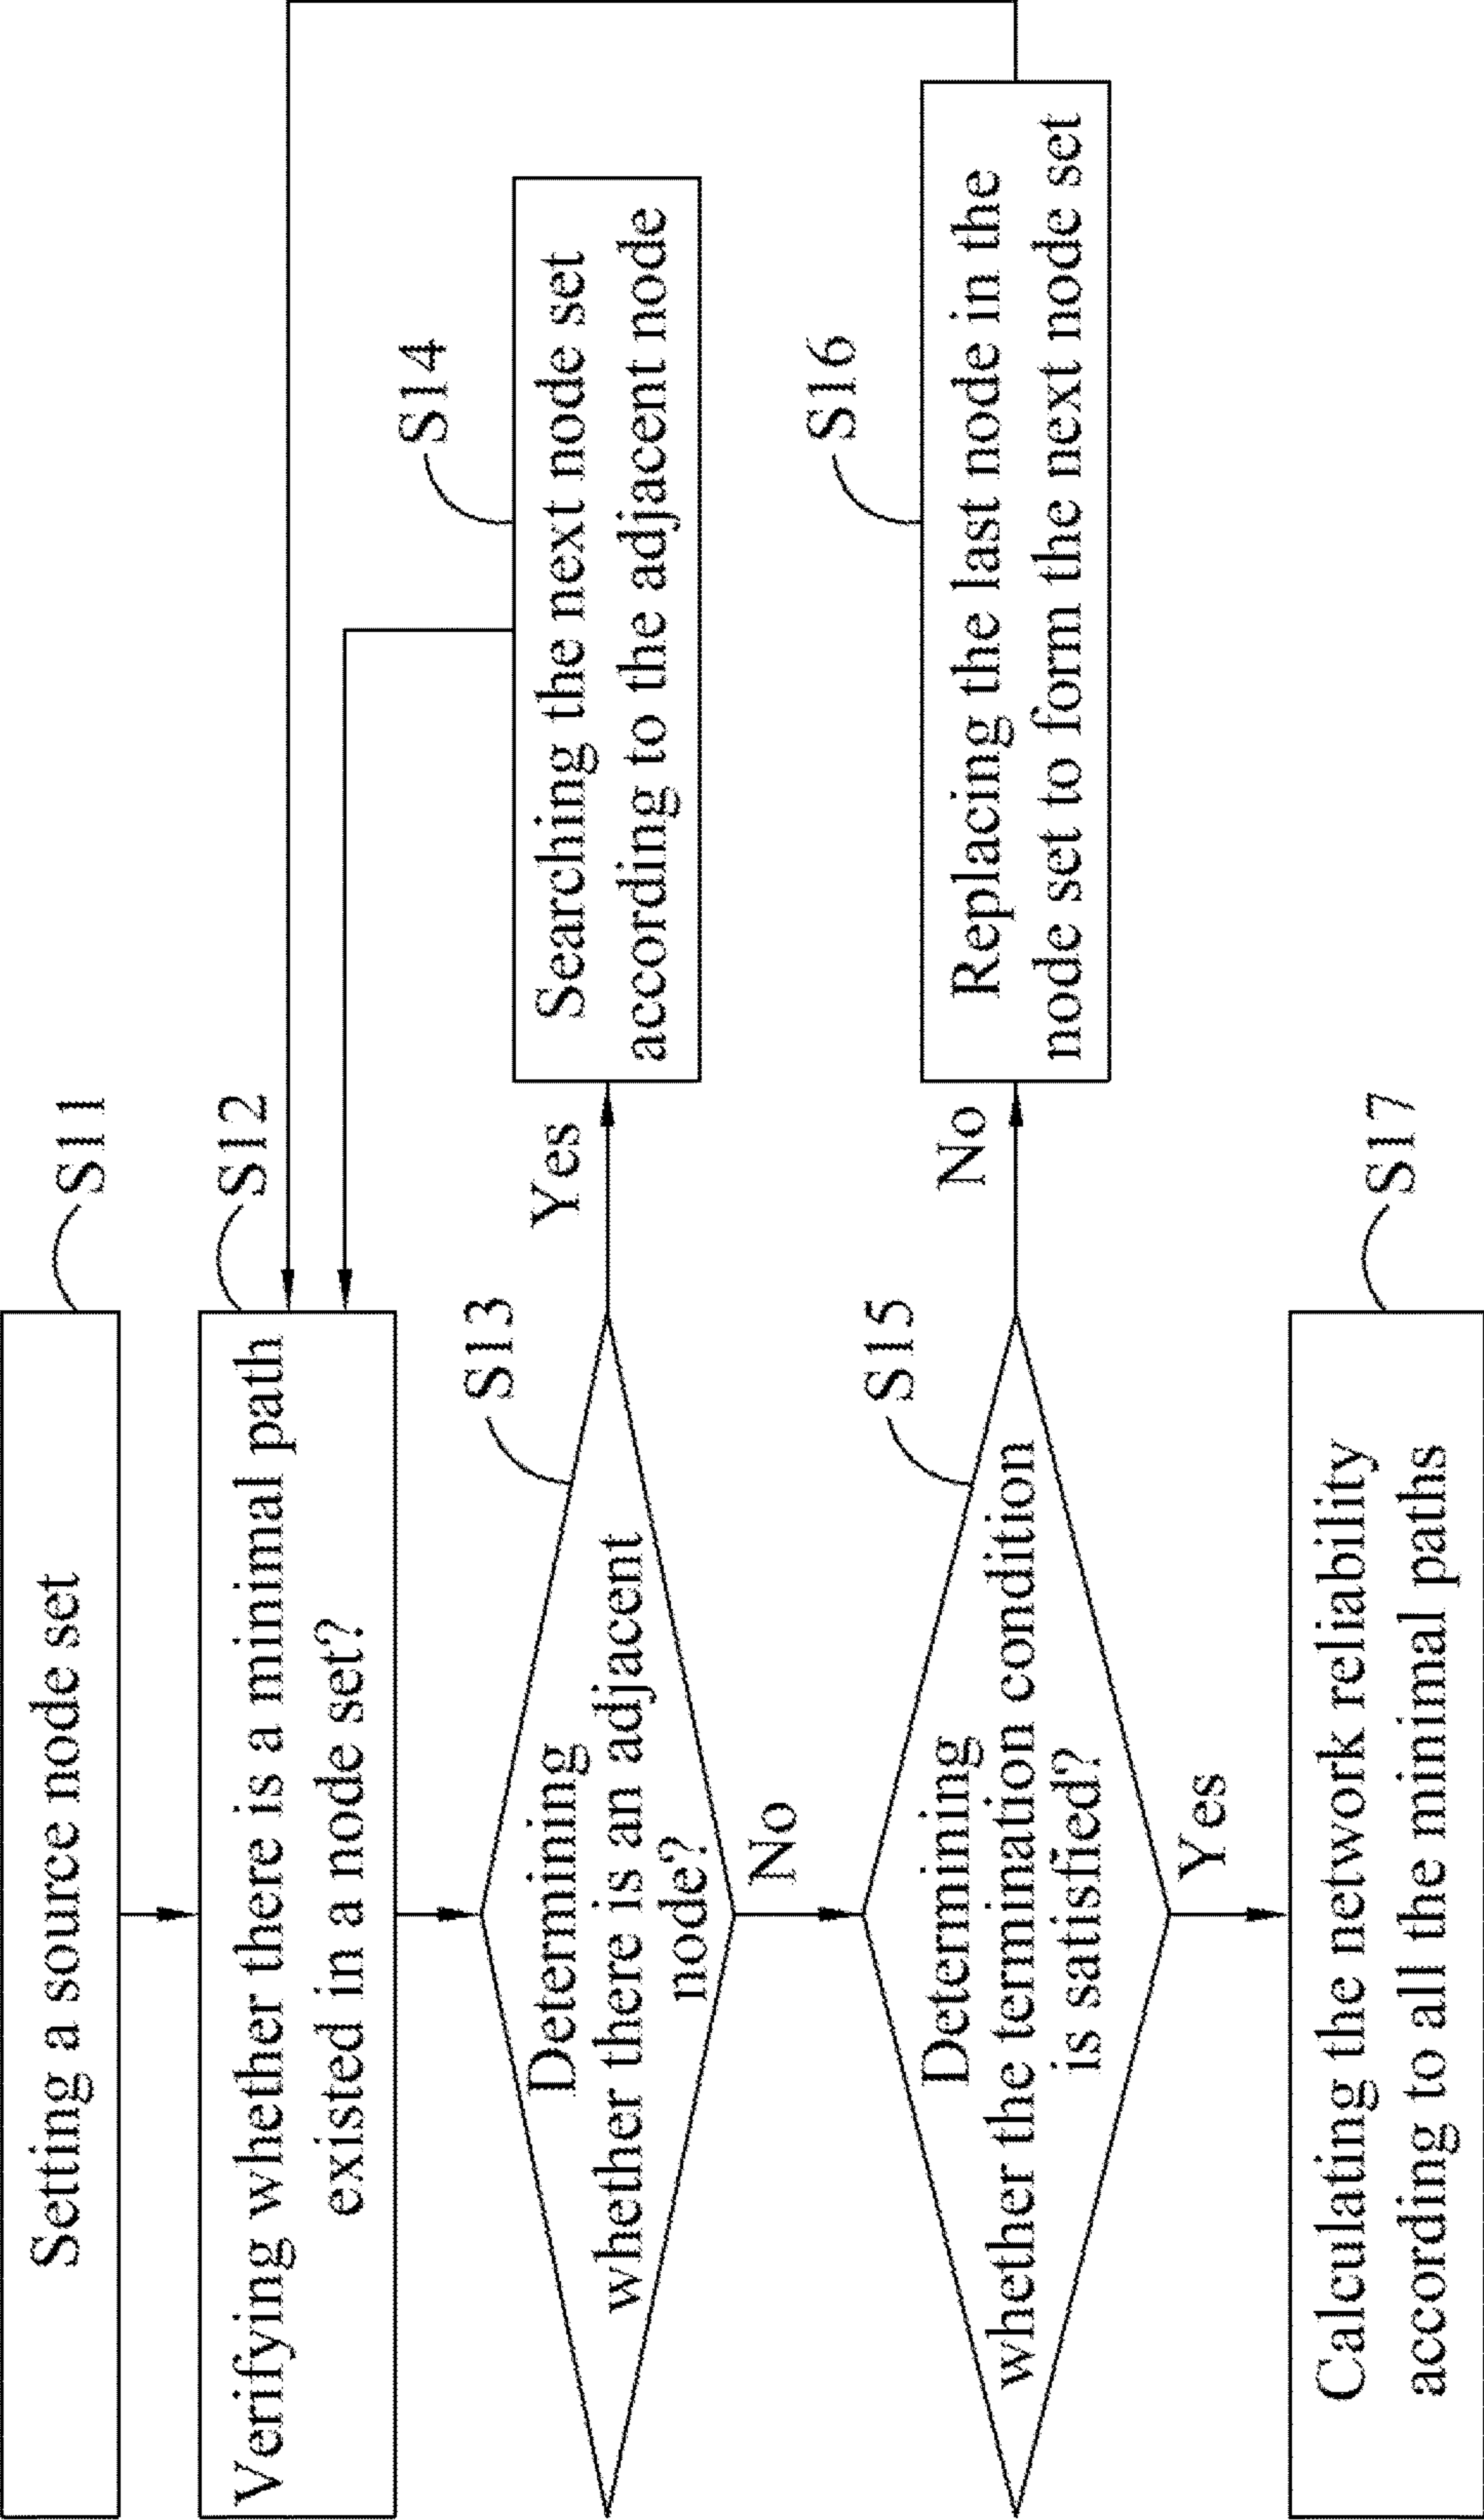 Setting a source node set
S11
Verifying whether there is a minimal path
existed in a node set?
S12
Determining
whether there is an adjacent
node?
S13
Yes
Searching the next node set
according to the adjacent node
S14
No
Determining
whether the termination condition
is satisfied?
S15
No
Replacing the last node in the
node set to form the next node set
S16
Yes
Calculating the network reliability
according to all the minimal paths
S17